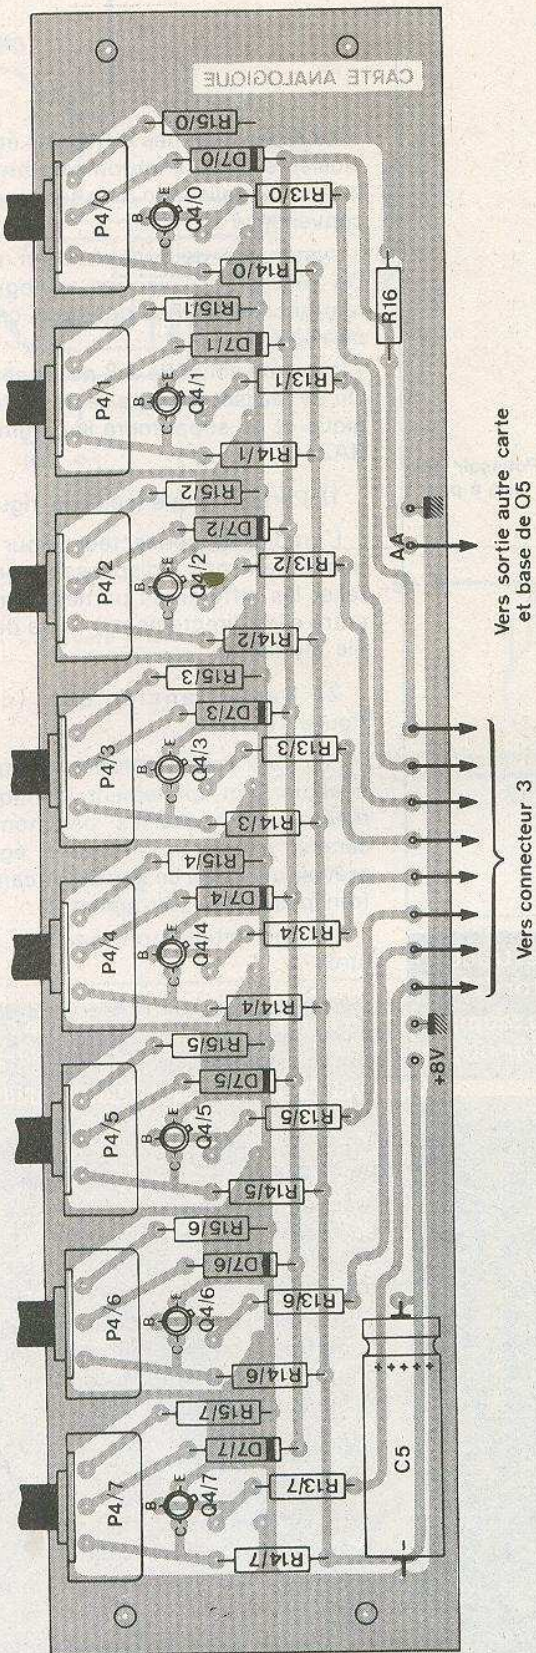 CARTE ANALOGIQUE
R15/0
D7/0
P4/0
B
E
C
Q4/0
R13/0
R14/0
R16
R15/1
D7/1
P4/1
B
E
C
Q4/1
R13/1
R14/1
R15/2
D7/2
P4/2
B
E
C
Q4/2
R13/2
R14/2
AA
Vers sortie autre carte
et base de Q5
R15/3
D7/3
P4/3
B
E
C
Q4/3
R13/3
R14/3
R15/4
D7/4
P4/4
B
E
C
Q4/4
R13/4
R14/4
Vers connecteur 3
+8V
R15/5
D7/5
P4/5
B
E
C
Q4/5
R13/5
R14/5
R15/6
D7/6
P4/6
B
E
C
Q4/6
R13/6
R14/6
+ + + + +
C5
−
R15/7
D7/7
P4/7
B
E
C
Q4/7
R13/7
R14/7